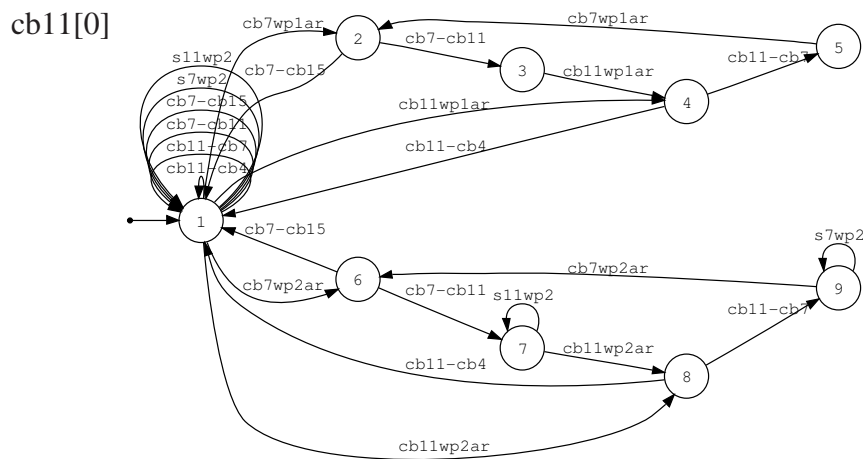 cb11[0]
cb7wp1ar
2
cb7-cb11
cb7-cb15
3
cb11wp1ar
cb7wp1ar
5
cb11-cb7
4
s11wp2
s7wp2
cb7-cb15
cb7-cb11
cb11-cb7
cb11-cb4
cb11wp1ar
cb11-cb4
1
cb7-cb15
cb7wp2ar
6
cb7-cb11
s11wp2
7
cb11wp2ar
cb7wp2ar
s7wp2
9
cb11-cb7
8
cb11-cb4
cb11wp2ar